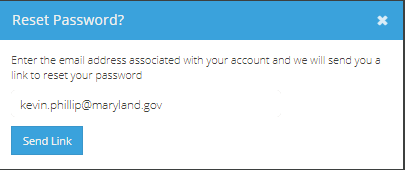 Reset Password?
Enter the email address associated with your account and we will send you a
link to reset your password
kevin.phillip@maryland.gov
Send Link